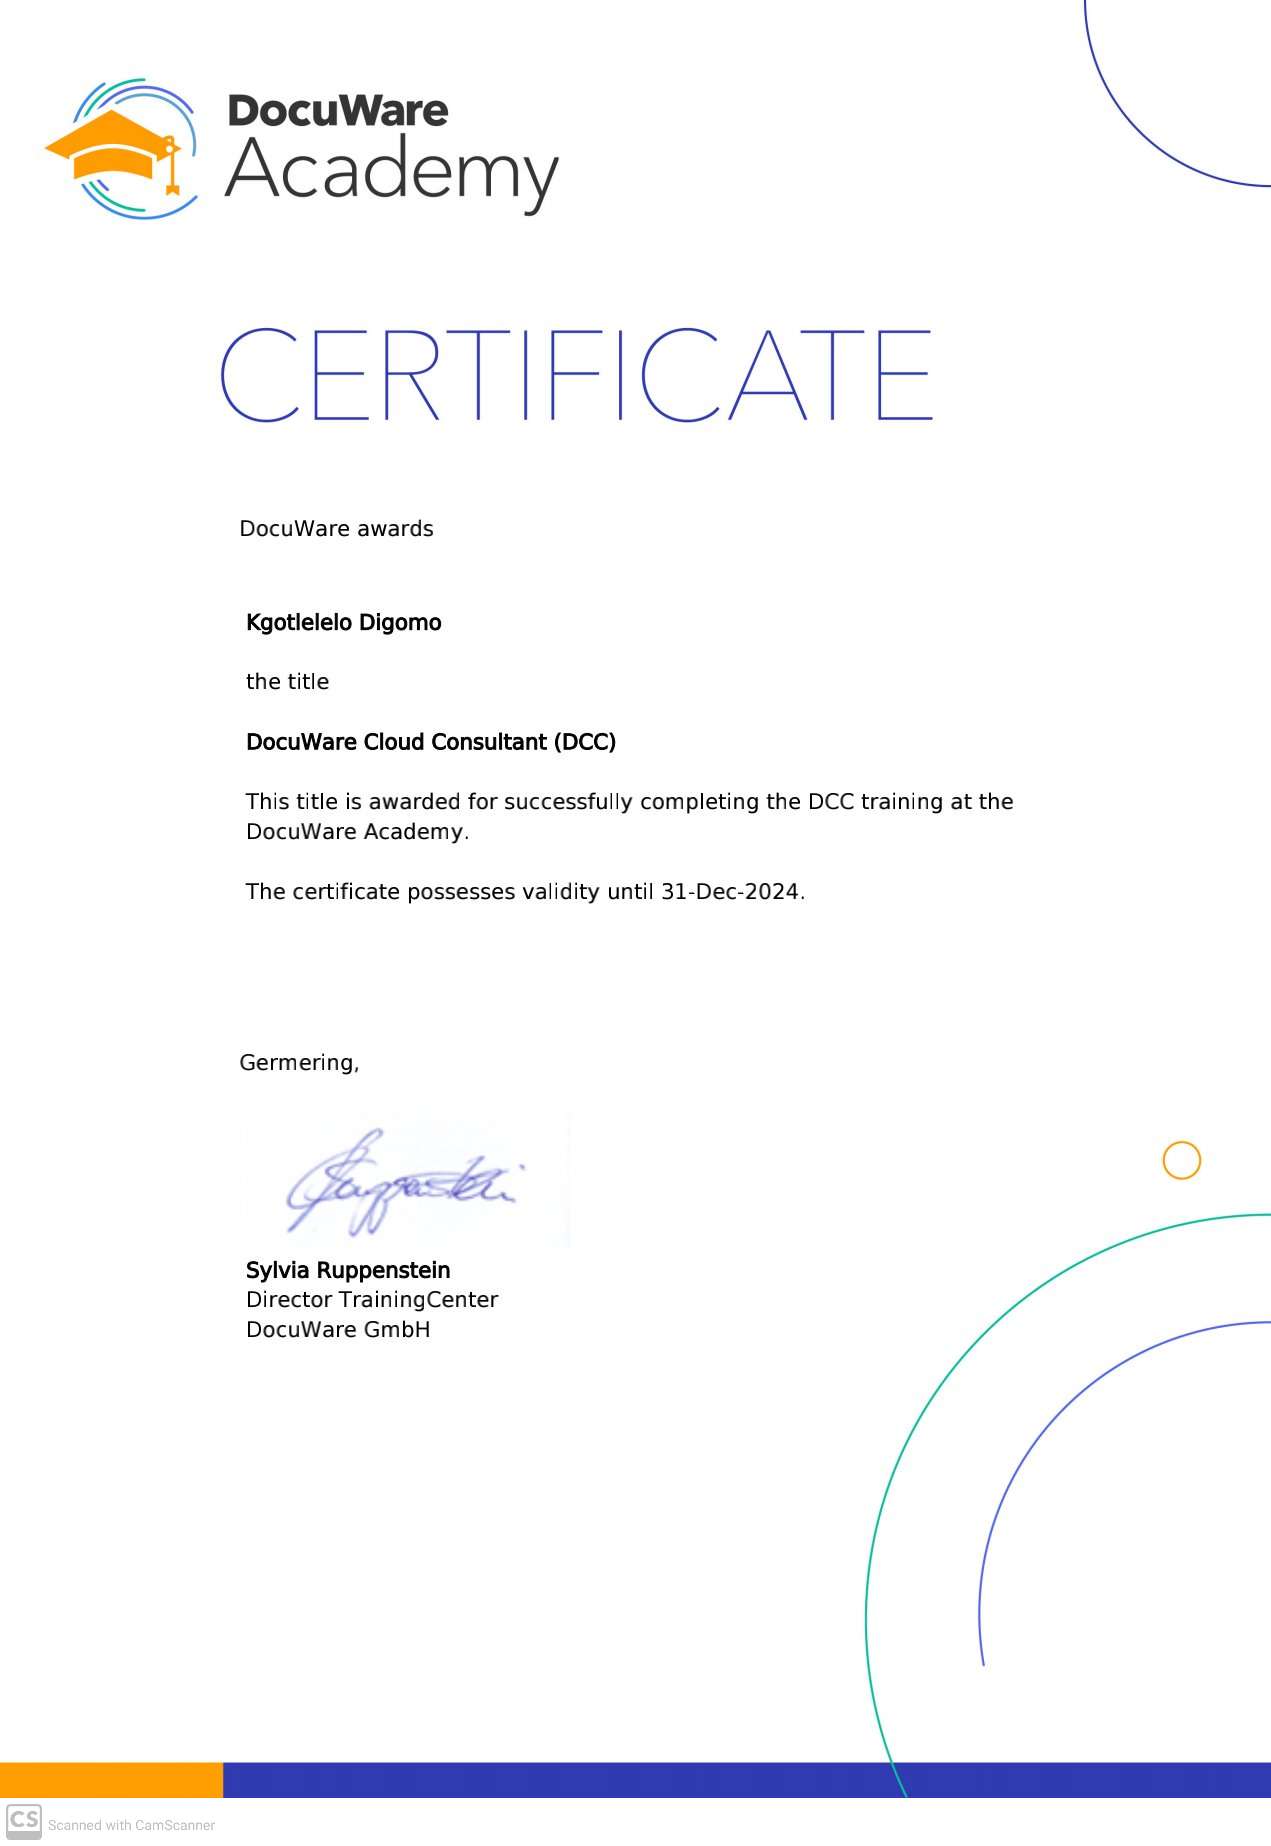 DocuWare
Academy
CERTIFICATE
DocuWare awards
Kgotlelelo Digomo
the title
DocuWare Cloud Consultant (DCC)
This title is awarded for successfully completing the DCC training at the
DocuWare Academy.
The certificate possesses validity until 31-Dec-2024.
Germering,
Sylvia Ruppenstein
Director TrainingCenter
DocuWare GmbH
CS Scanned with CamScanner